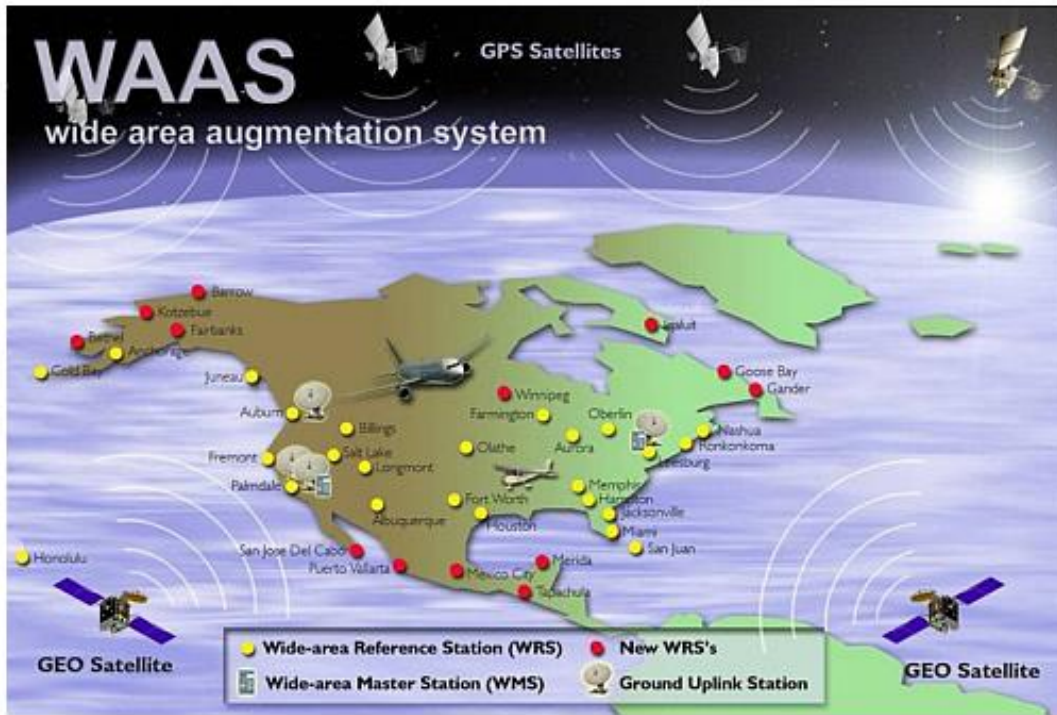 WAAS
GPS Satellites
wide area augmentation system
Barrow
Kotzebue
Fairbanks
Bethel
Anchorage
Cold Bay
Juneau
Iqaluit
Goose Bay
Gander
Winnipeg
Auburn
Farmington
Oberlin
Billings
Nashua
Aurora
Ronkonkoma
Olathe
Leesburg
Fremont
Salt Lake
Longmont
Palmdale
Memphis
Hampton
Fort Worth
Albuquerque
Jacksonville
Houston
Miami
San Juan
Honolulu
San Jose Del Cabo
Puerto Vallarta
Merida
Mexico City
Tapachula
GEO Satellite
Wide-area Reference Station (WRS)
New WRS's
Wide-area Master Station (WMS)
Ground Uplink Station
GEO Satellite